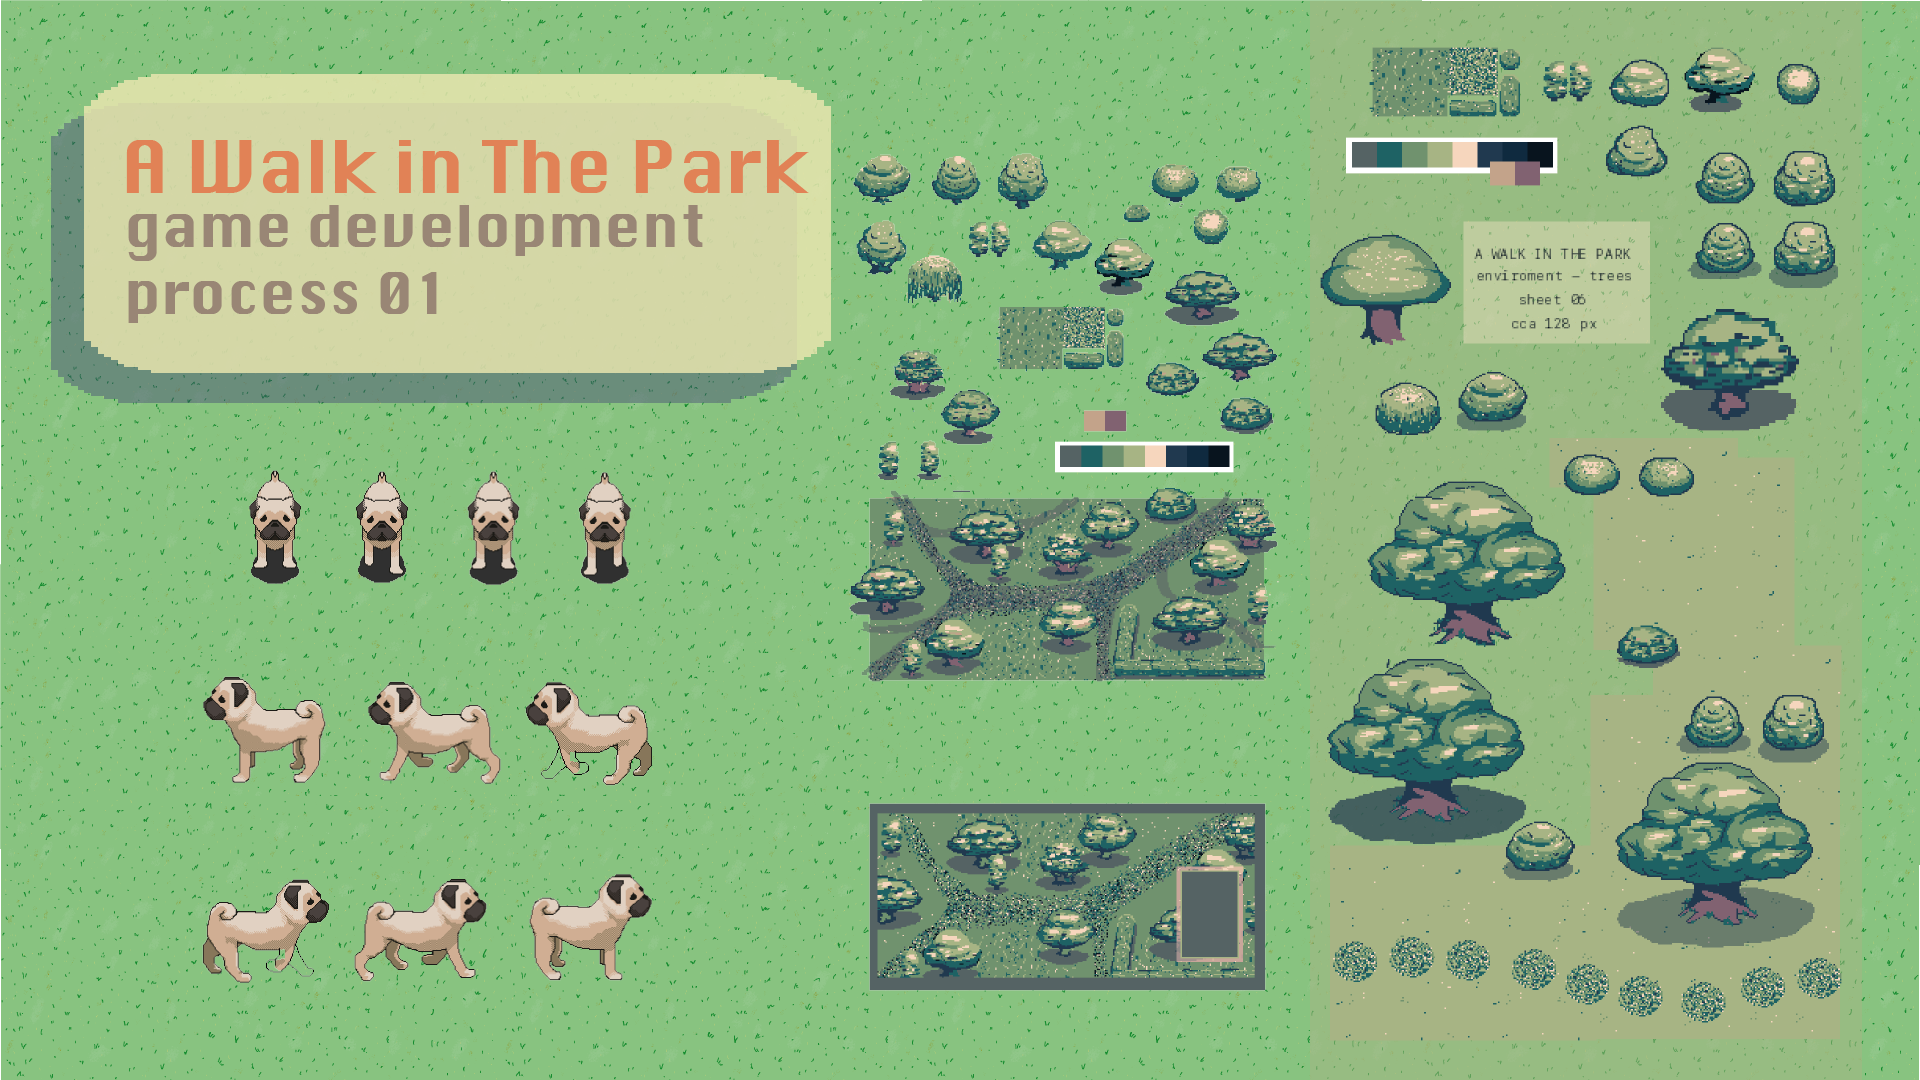 A Walk in The Park
game development
process 01
A WALK IN THE PARK
enviroment – trees
sheet 06
cca 128 px